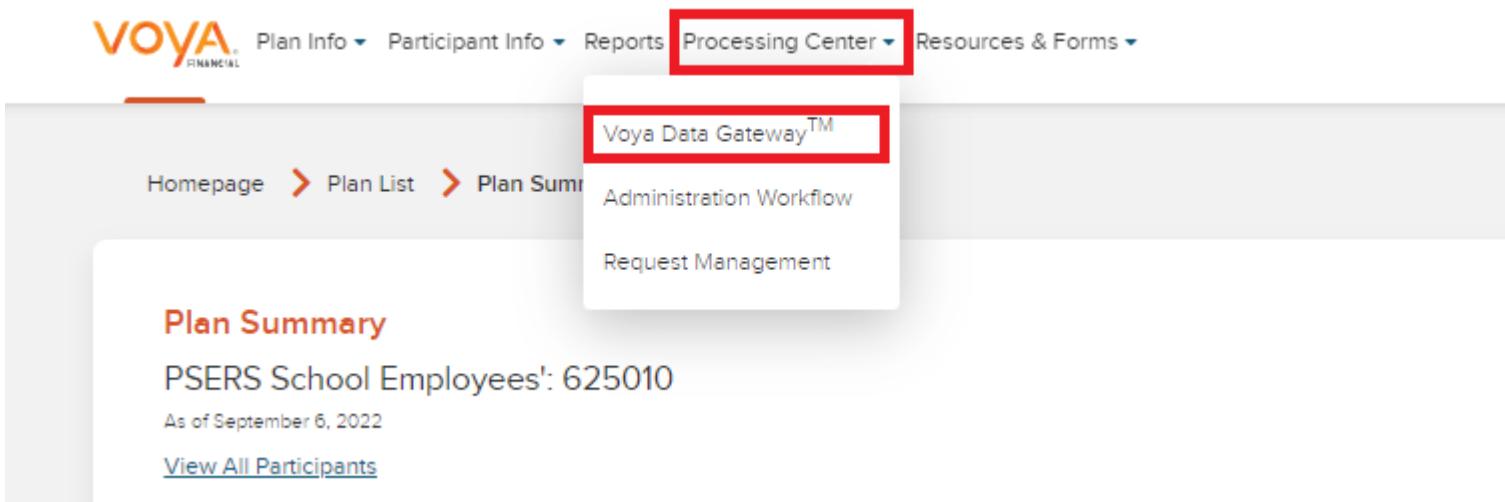 VOYA FINANCIAL Plan Info Participant Info Reports Processing Center Resources & Forms
Voya Data Gateway™
Homepage Plan List Plan Sum
Administration Workflow
Request Management
Plan Summary
PSERS School Employees': 625010
As of September 6, 2022
View All Participants